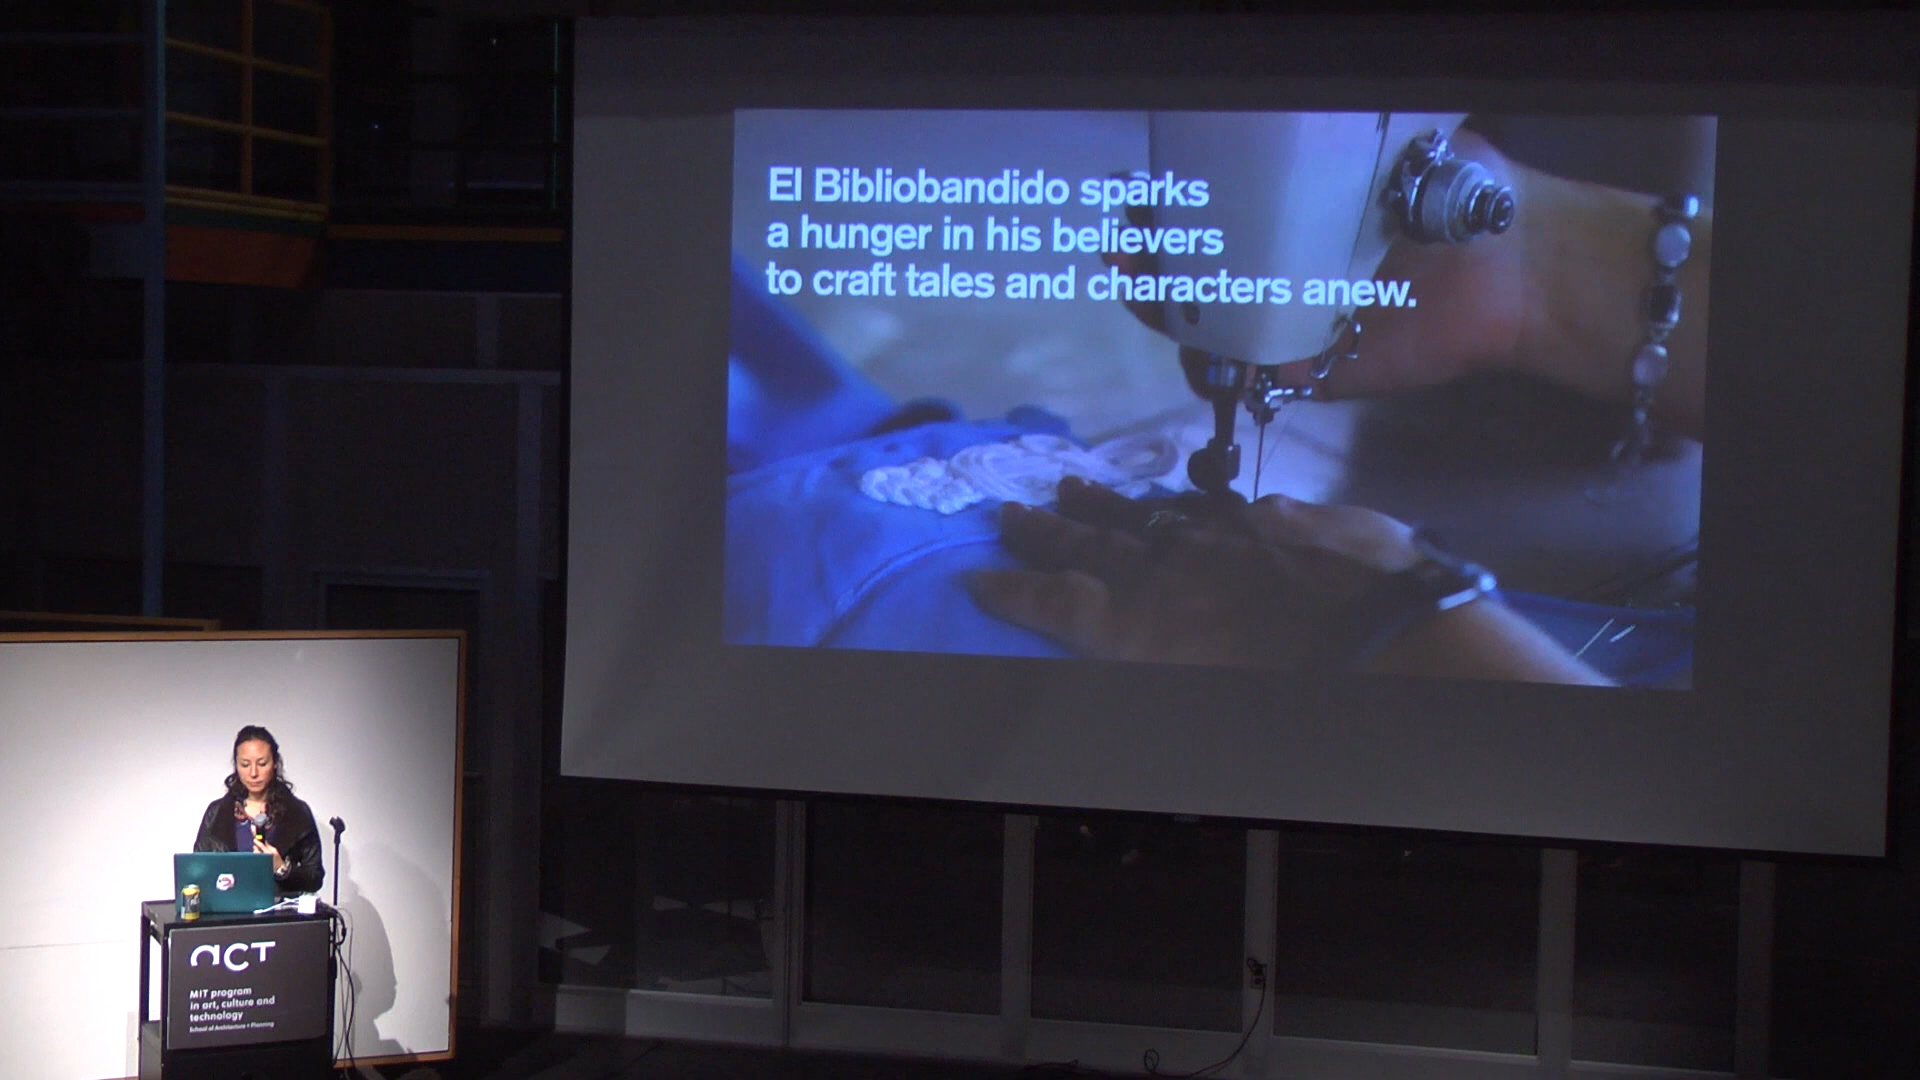 El Bibliobandido sparks
a hunger in his believers
to craft tales and characters anew.
act
MIT program
in art, culture and
technology
School of Architecture + Planning